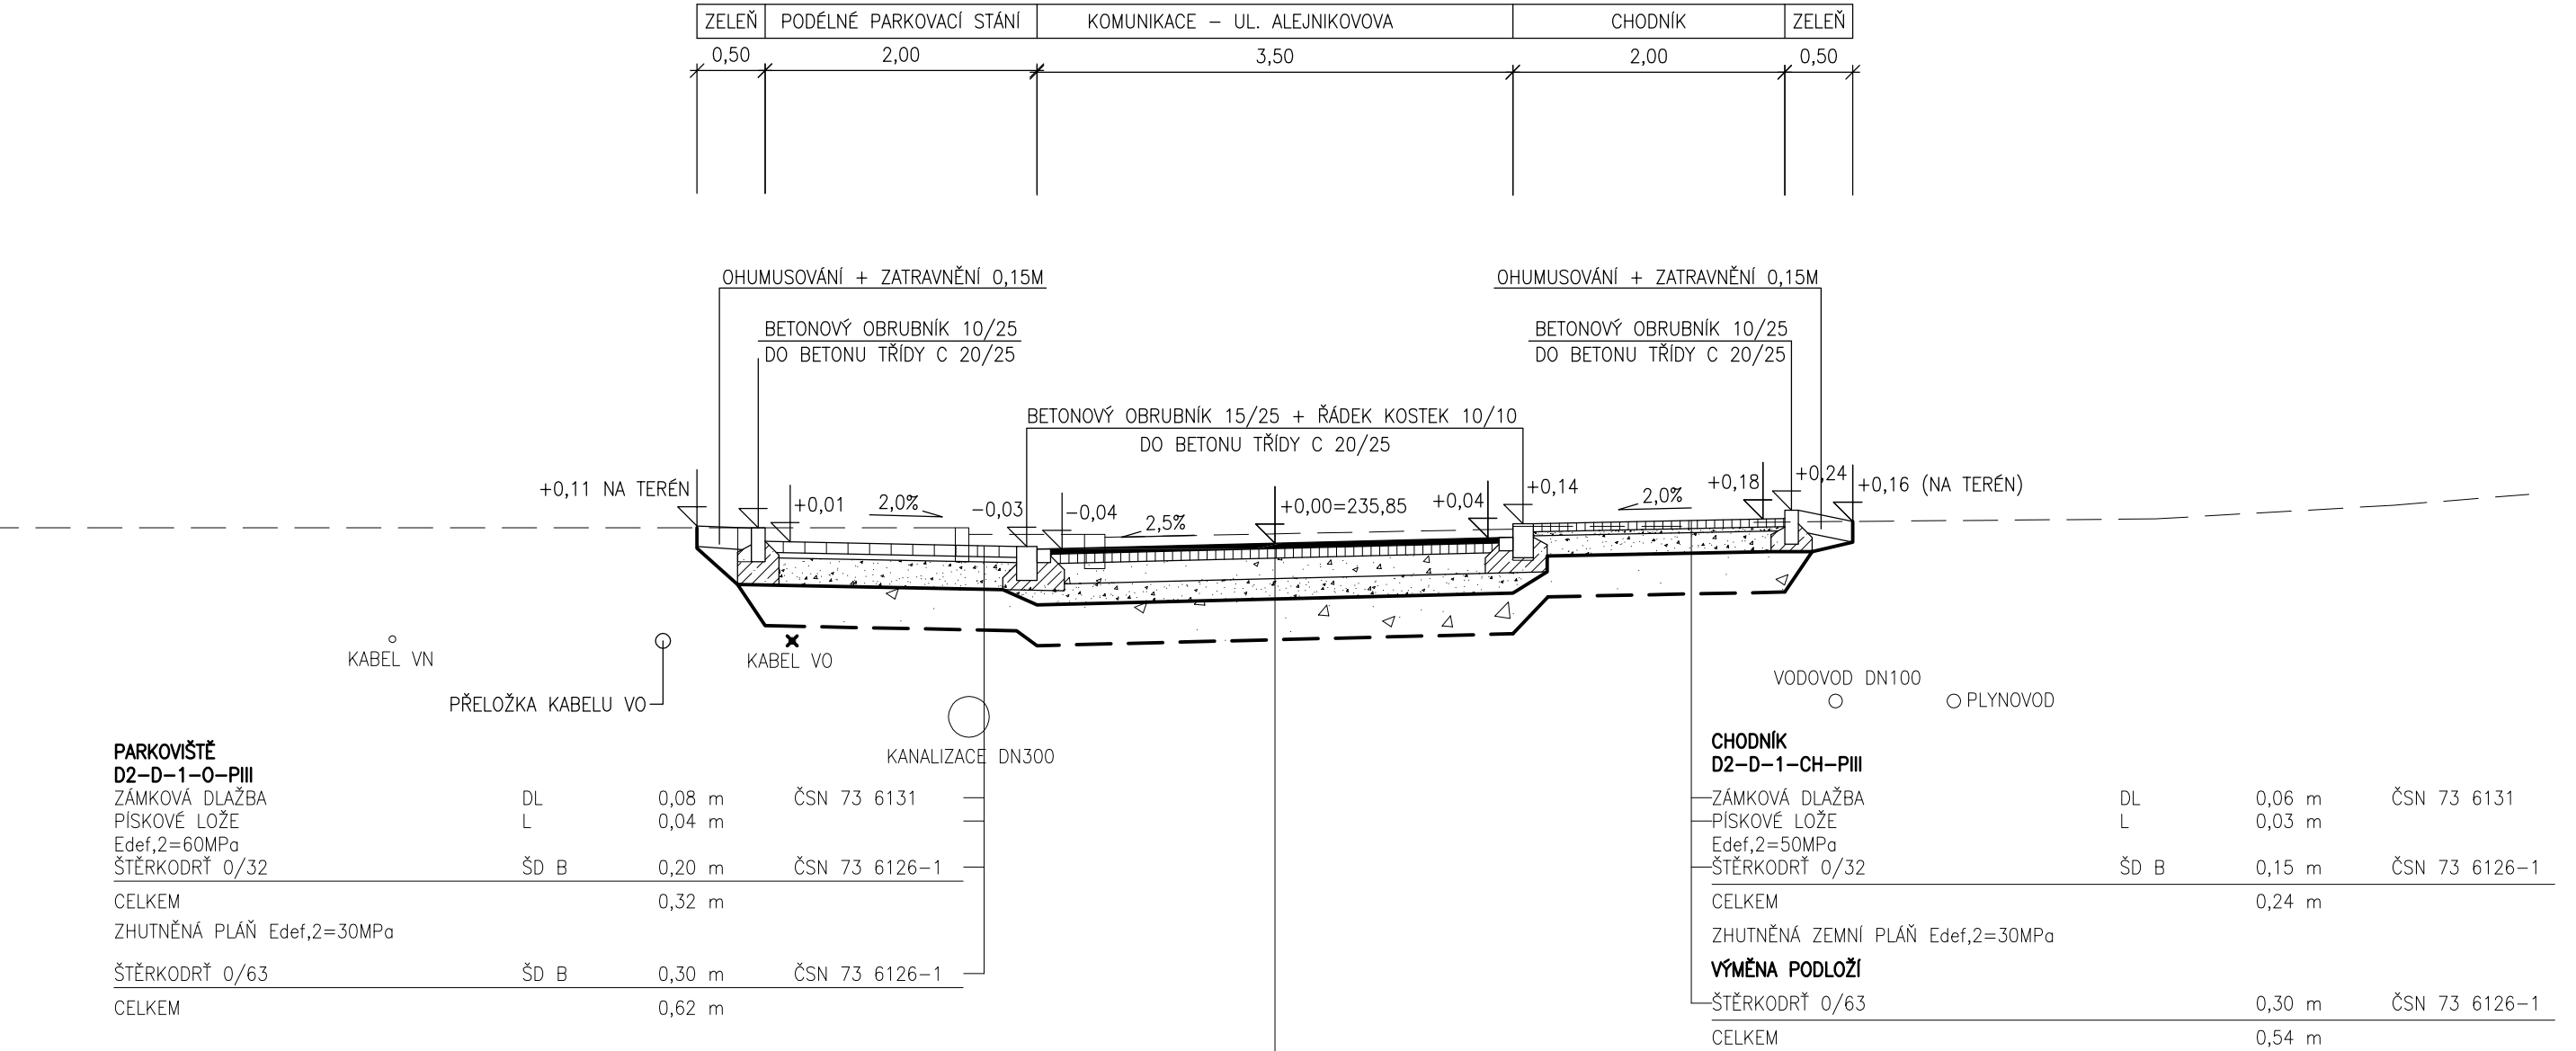 ZELEŇ PODÉLNÉ PARKOVACÍ STÁNÍ KOMUNIKACE – UL. ALEJNIKOVOVA CHODNÍK ZELEŇ
0,50 2,00 3,50 2,00 0,50
OHUMUSOVÁNÍ + ZATRAVNĚNÍ 0,15M OHUMUSOVÁNÍ + ZATRAVNĚNÍ 0,15M
BETONOVÝ OBRUBNÍK 10/25 BETONOVÝ OBRUBNÍK 10/25
DO BETONU TŘÍDY C 20/25 DO BETONU TŘÍDY C 20/25
BETONOVÝ OBRUBNÍK 15/25 + ŘÁDEK KOSTEK 10/10
DO BETONU TŘÍDY C 20/25
+0,11 NA TERÉN +0,01 2,0% -0,03 -0,04 2,5% +0,00=235,85 +0,04 +0,14 2,0% +0,18 +0,24 +0,16 (NA TERÉN)
KABEL VN KABEL VO
PŘELOŽKA KABELU VO
VODOVOD DN100
PLYNOVOD
KANALIZACE DN300
PARKOVIŠTĚ
D2-D-1-O-PIII
ZÁMKOVÁ DLAŽBA DL 0,08 m ČSN 73 6131
PÍSKOVÉ LOŽE L 0,04 m
Edef,2=60MPa
ŠTĚRKODRŤ 0/32 ŠD B 0,20 m ČSN 73 6126-1
CELKEM 0,32 m
ZHUTNĚNÁ PLÁŇ Edef,2=30MPa
ŠTĚRKODRŤ 0/63 ŠD B 0,30 m ČSN 73 6126-1
CELKEM 0,62 m
CHODNÍK
D2-D-1-CH-PIII
ZÁMKOVÁ DLAŽBA DL 0,06 m ČSN 73 6131
PÍSKOVÉ LOŽE L 0,03 m
Edef,2=50MPa
ŠTĚRKODRŤ 0/32 ŠD B 0,15 m ČSN 73 6126-1
CELKEM 0,24 m
ZHUTNĚNÁ ZEMNÍ PLÁŇ Edef,2=30MPa
VÝMĚNA PODLOŽÍ
ŠTĚRKODRŤ 0/63 0,30 m ČSN 73 6126-1
CELKEM 0,54 m